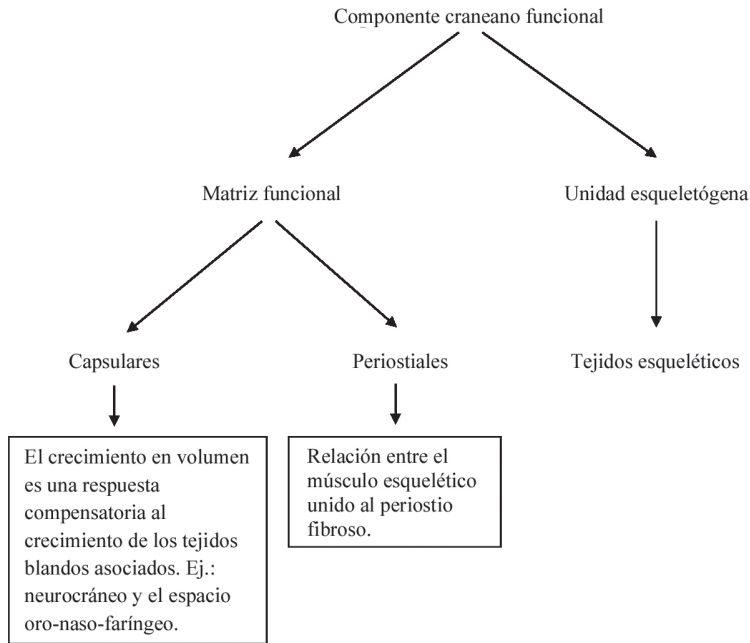 Componente craneano funcional
Matriz funcional
Unidad esqueletógena
Capsulares
Periostiales
Tejidos esqueléticos
El crecimiento en volumen
es una respuesta
compensatoria al
crecimiento de los tejidos
blandos asociados. Ej.:
neurocráneo y el espacio
oro-naso-faríngeo.
Relación entre el
músculo esquelético
unido al periostio
fibroso.